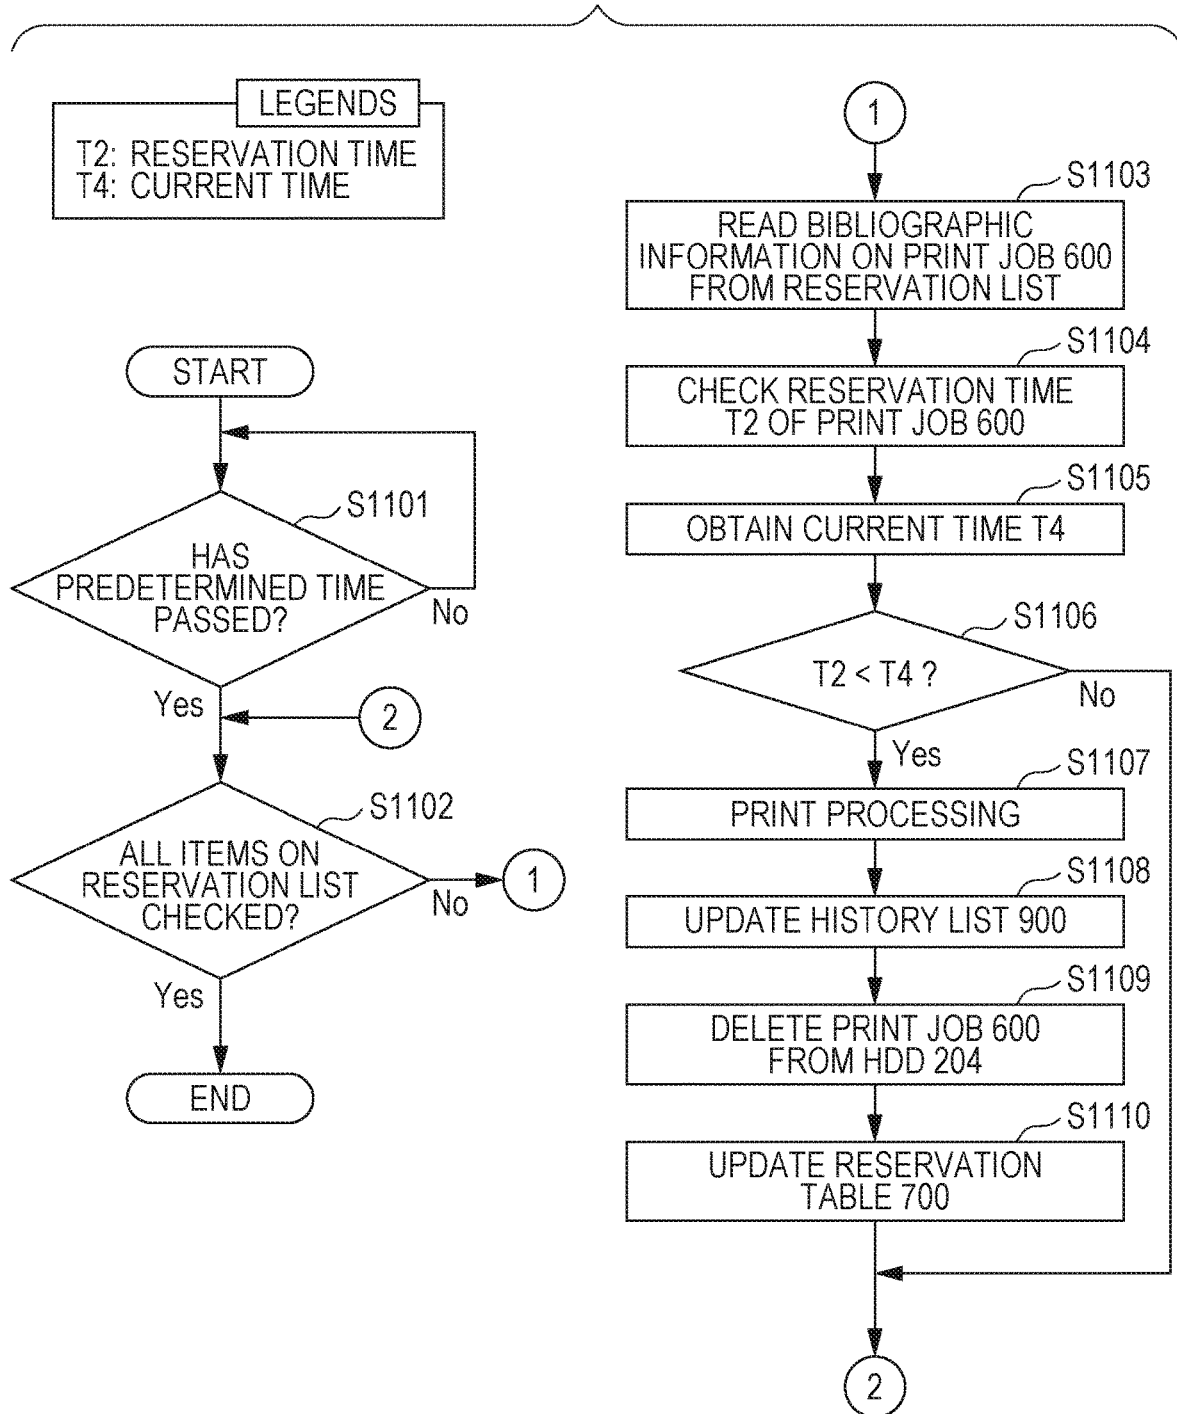 LEGENDS
T2: RESERVATION TIME
T4: CURRENT TIME
START
S1101
HAS
PREDETERMINED TIME
PASSED?
No
Yes
2
S1102
ALL ITEMS ON
RESERVATION LIST
CHECKED?
No
1
Yes
END
1
S1103
READ BIBLIOGRAPHIC
INFORMATION ON PRINT JOB 600
FROM RESERVATION LIST
S1104
CHECK RESERVATION TIME
T2 OF PRINT JOB 600
S1105
OBTAIN CURRENT TIME T4
S1106
T2 < T4 ?
No
Yes
S1107
PRINT PROCESSING
S1108
UPDATE HISTORY LIST 900
S1109
DELETE PRINT JOB 600
FROM HDD 204
S1110
UPDATE RESERVATION
TABLE 700
2